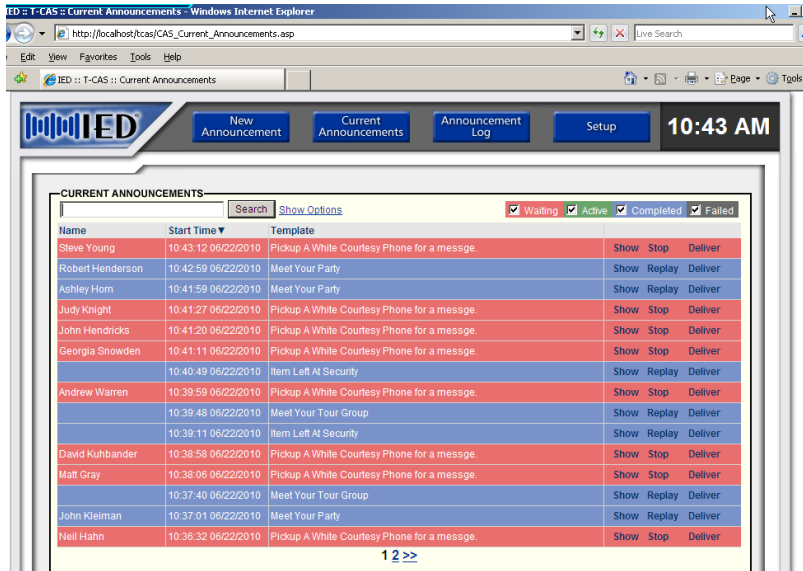 IED :: T-CAS :: Current Announcements - Windows Internet Explorer
http://localhost/tcas/CAS_Current_Announcements.asp
Live Search
Edit View Favorites Tools Help
IED :: T-CAS :: Current Announcements
Page Tools
IED
New Announcement
Current Announcements
Announcement Log
Setup
10:43 AM
CURRENT ANNOUNCEMENTS
Search Show Options Waiting Active Completed Failed
Name Start Time▼ Template
Steve Young 10:43:12 06/22/2010 Pickup A White Courtesy Phone for a messge. Show Stop Deliver
Robert Henderson 10:42:59 06/22/2010 Meet Your Party Show Replay Deliver
Ashley Horn 10:41:59 06/22/2010 Meet Your Party Show Replay Deliver
Judy Knight 10:41:27 06/22/2010 Pickup A White Courtesy Phone for a messge. Show Stop Deliver
John Hendricks 10:41:20 06/22/2010 Pickup A White Courtesy Phone for a messge. Show Stop Deliver
Georgia Snowden 10:41:11 06/22/2010 Pickup A White Courtesy Phone for a messge. Show Stop Deliver
10:40:49 06/22/2010 Item Left At Security Show Replay Deliver
Andrew Warren 10:39:59 06/22/2010 Pickup A White Courtesy Phone for a messge. Show Stop Deliver
10:39:48 06/22/2010 Meet Your Tour Group Show Replay Deliver
10:39:11 06/22/2010 Item Left At Security Show Replay Deliver
David Kuhbander 10:38:58 06/22/2010 Pickup A White Courtesy Phone for a messge. Show Stop Deliver
Matt Gray 10:38:06 06/22/2010 Pickup A White Courtesy Phone for a messge. Show Stop Deliver
10:37:40 06/22/2010 Meet Your Tour Group Show Replay Deliver
John Kleiman 10:37:01 06/22/2010 Meet Your Party Show Replay Deliver
Neil Hahn 10:36:32 06/22/2010 Pickup A White Courtesy Phone for a messge. Show Stop Deliver
1 2 >>